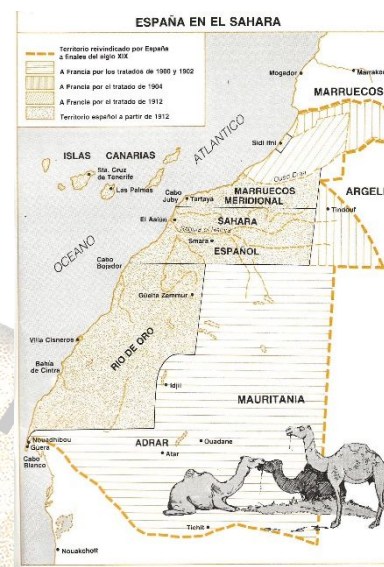 ESPAÑA EN EL SAHARA
Territorio reivindicado por España
a finales del siglo XIX
A Francia por los tratados de 1900 y 1902
A Francia por el tratado de 1904
A Francia por el tratado de 1912
Territorio español a partir de 1912
Mogador
Marrakech
MARRUECOS
ATLANTICO
Sidi Ifni
ISLAS CANARIAS
Sta. Cruz
de Tenerife
Las Palmas
Cabo
Juby
Tarfaya
MARRUECOS
MERIDIONAL
ARGELI
Tinduf
El Aaiún
SAHARA
Smara
ESPAÑOL
OCEANO
Cabo
Bojador
Güelta Zemmur
Villa Cisneros
RIO DE ORO
Bahía
de Cintra
Idjil
MAURITANIA
Nouadhibou
Güera
Cabo
Blanco
ADRAR
Ouadane
Atar
Tichit
Nouakchott